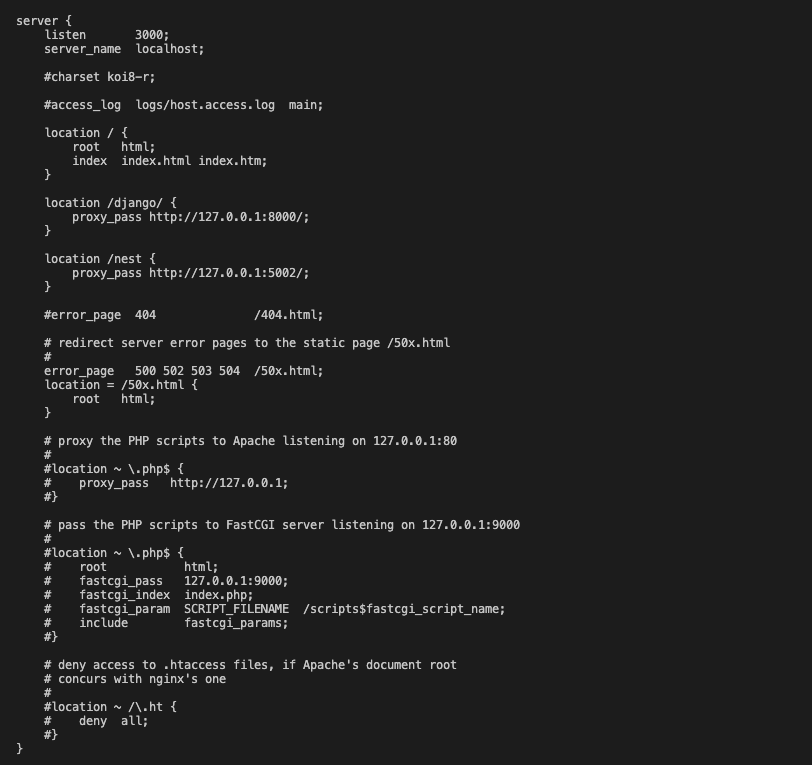 server {
    listen       3000;
    server_name  localhost;

    #charset koi8-r;

    #access_log  logs/host.access.log  main;

    location / {
        root   html;
        index  index.html index.htm;
    }

    location /django/ {
        proxy_pass http://127.0.0.1:8000/;
    }

    location /nest {
        proxy_pass http://127.0.0.1:5002/;
    }

    #error_page  404              /404.html;

    # redirect server error pages to the static page /50x.html
    #
    error_page   500 502 503 504  /50x.html;
    location = /50x.html {
        root   html;
    }

    # proxy the PHP scripts to Apache listening on 127.0.0.1:80
    #
    #location ~ \.php$ {
    #    proxy_pass   http://127.0.0.1;
    #}

    # pass the PHP scripts to FastCGI server listening on 127.0.0.1:9000
    #
    #location ~ \.php$ {
    #    root           html;
    #    fastcgi_pass   127.0.0.1:9000;
    #    fastcgi_index  index.php;
    #    fastcgi_param  SCRIPT_FILENAME  /scripts$fastcgi_script_name;
    #    include        fastcgi_params;
    #}

    # deny access to .htaccess files, if Apache's document root
    # concurs with nginx's one
    #
    #location ~ /\.ht {
    #    deny  all;
    #}
}